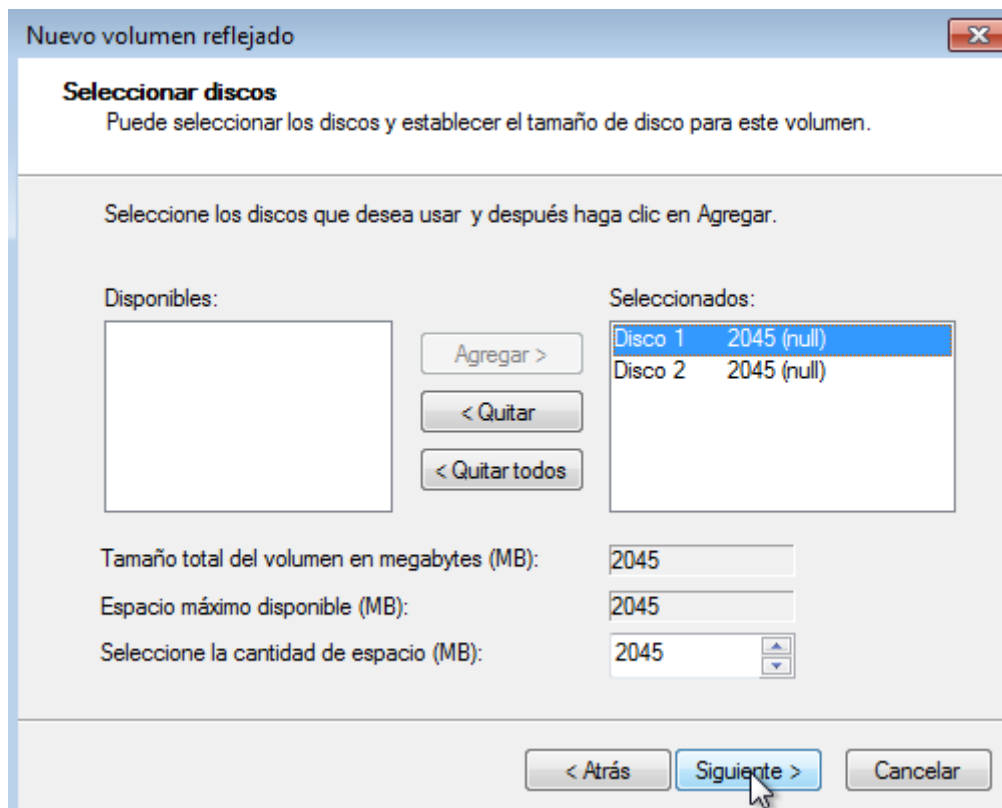 Nuevo volumen reflejado
Seleccionar discos
Puede seleccionar los discos y establecer el tamaño de disco para este volumen.
Seleccione los discos que desea usar y después haga clic en Agregar.
Disponibles:
Seleccionados:
Agregar >
< Quitar
< Quitar todos
Disco 1 2045 (null)
Disco 2 2045 (null)
Tamaño total del volumen en megabytes (MB): 2045
Espacio máximo disponible (MB): 2045
Seleccione la cantidad de espacio (MB): 2045
< Atrás Siguiente > Cancelar